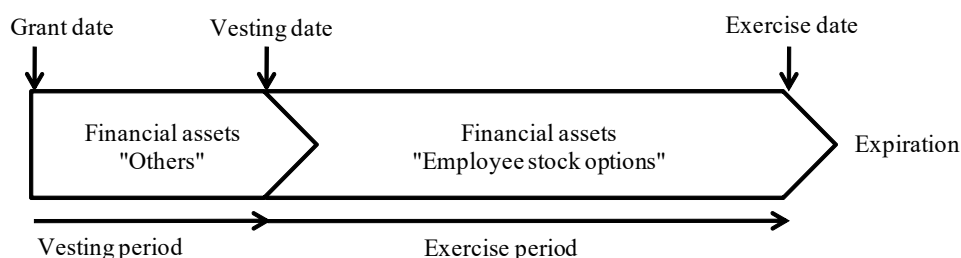 Grant date
Vesting date
Exercise date
Financial assets
"Others"
Financial assets
"Employee stock options"
Expiration
Vesting period
Exercise period